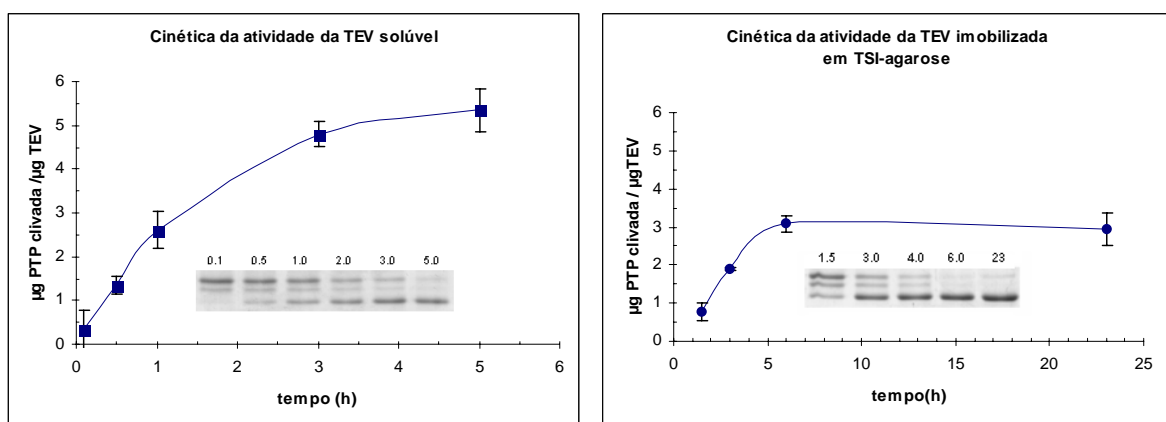 Cinética da atividade da TEV solúvel
µg PTP clivada /µg TEV
6
5
4
3
2
1
0
0.1 0.5 1.0 2.0 3.0 5.0
0 1 2 3 4 5 6
tempo (h)
Cinética da atividade da TEV imobilizada
em TSI-agarose
µg PTP clivada / µgTEV
6
5
4
3
2
1
0
1.5 3.0 4.0 6.0 23
0 5 10 15 20 25
tempo(h)